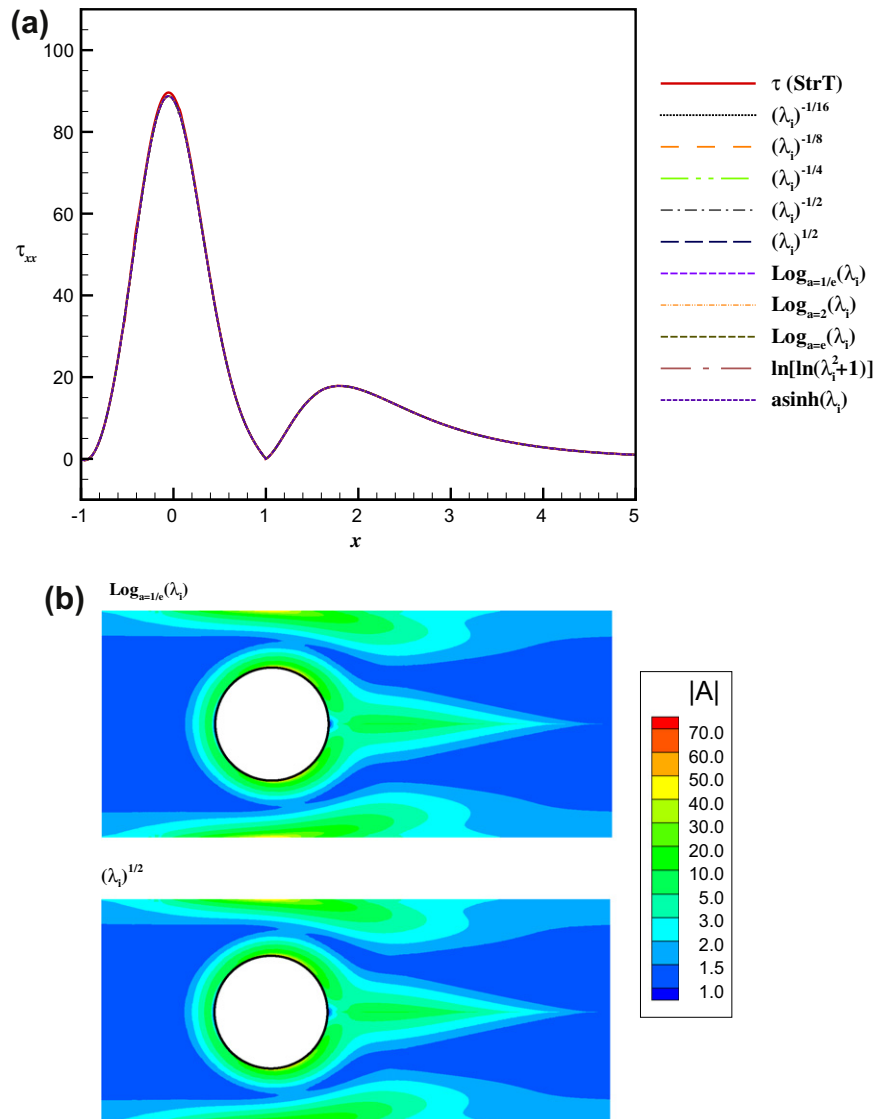 (a)
100
80
60
40
20
0
τxx
-1 0 1 2 3 4 5
x
τ (StrT)
(λi)-1/16
(λi)-1/8
(λi)-1/4
(λi)-1/2
(λi)1/2
Loga=1/e(λi)
Loga=2(λi)
Loga=e(λi)
ln[ln(λi2+1)]
asinh(λi)
(b)
Loga=1/e(λi)
(λi)1/2
|A|
70.0
60.0
50.0
40.0
30.0
20.0
10.0
5.0
3.0
2.0
1.5
1.0